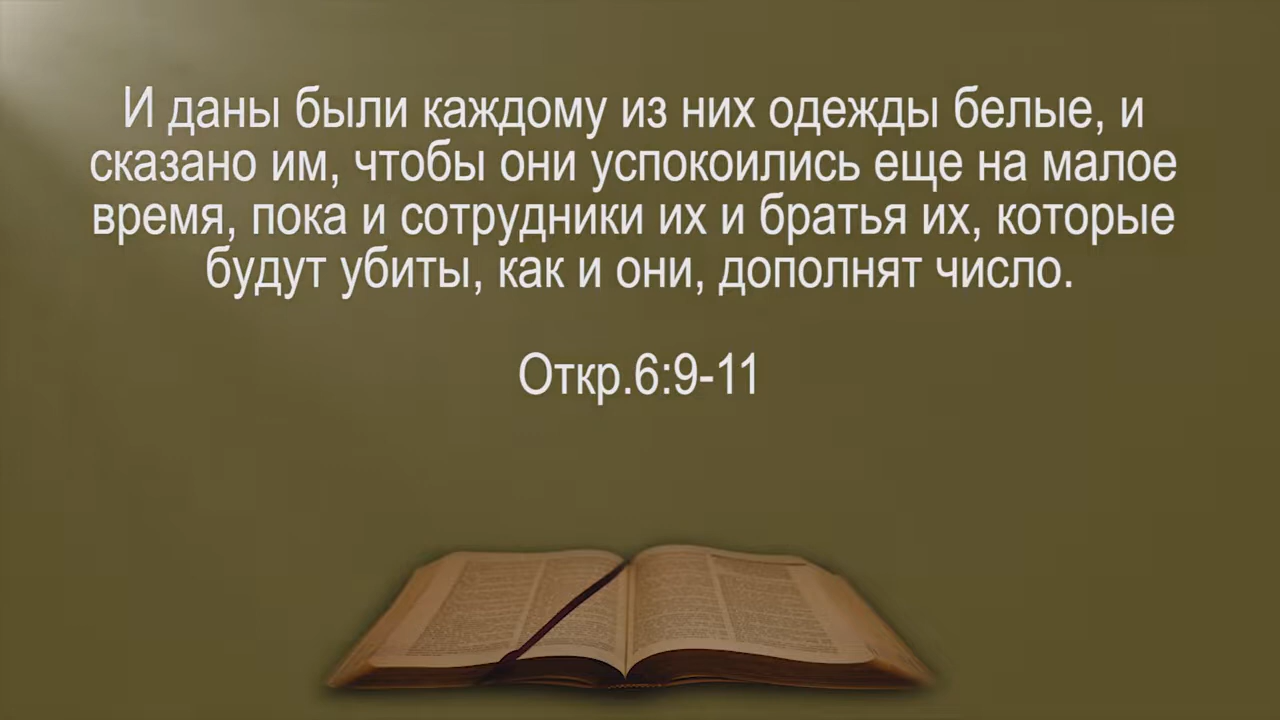 И даны были каждому из них одежды белые, и
сказано им, чтобы они успокоились еще на малое
время, пока и сотрудники их и братья их, которые
будут убиты, как и они, дополнят число.
Откр.6:9-11